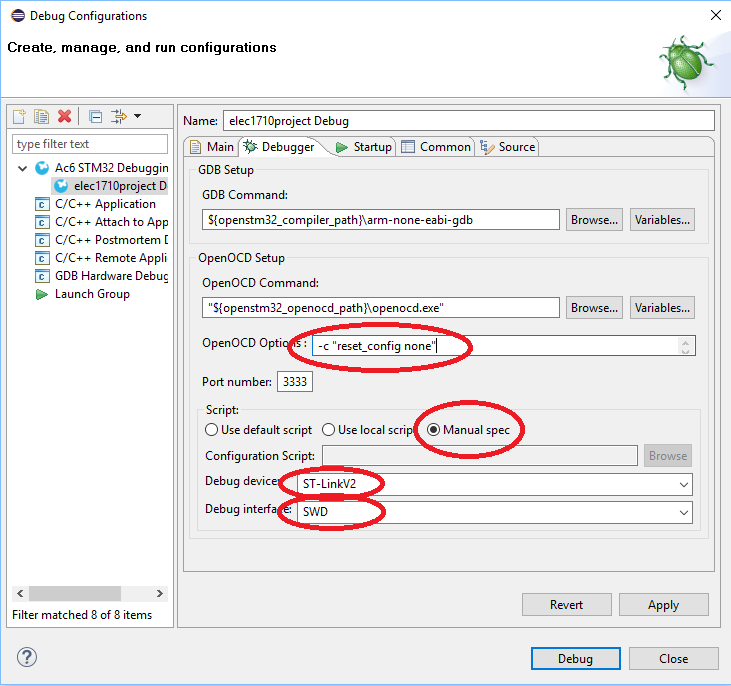 Debug Configurations
Create, manage, and run configurations
type filter text
Ac6 STM32 Debuggin
elec1710project D
C/C++ Application
C/C++ Attach to App
C/C++ Postmortem D
C/C++ Remote Appli
GDB Hardware Debug
Launch Group
Filter matched 8 of 8 items
Name: elec1710project Debug
Main Debugger Startup Common Source
GDB Setup
GDB Command:
${openstm32_compiler_path}\arm-none-eabi-gdb Browse... Variables...
OpenOCD Setup
OpenOCD Command:
"${openstm32_openocd_path}\openocd.exe" Browse... Variables...
OpenOCD Options: -c "reset_config none"
Port number: 3333
Script:
Use default script Use local scrip Manual spec
Configuration Script: Browse
Debug device: ST-LinkV2
Debug interface: SWD
Revert Apply
? Debug Close